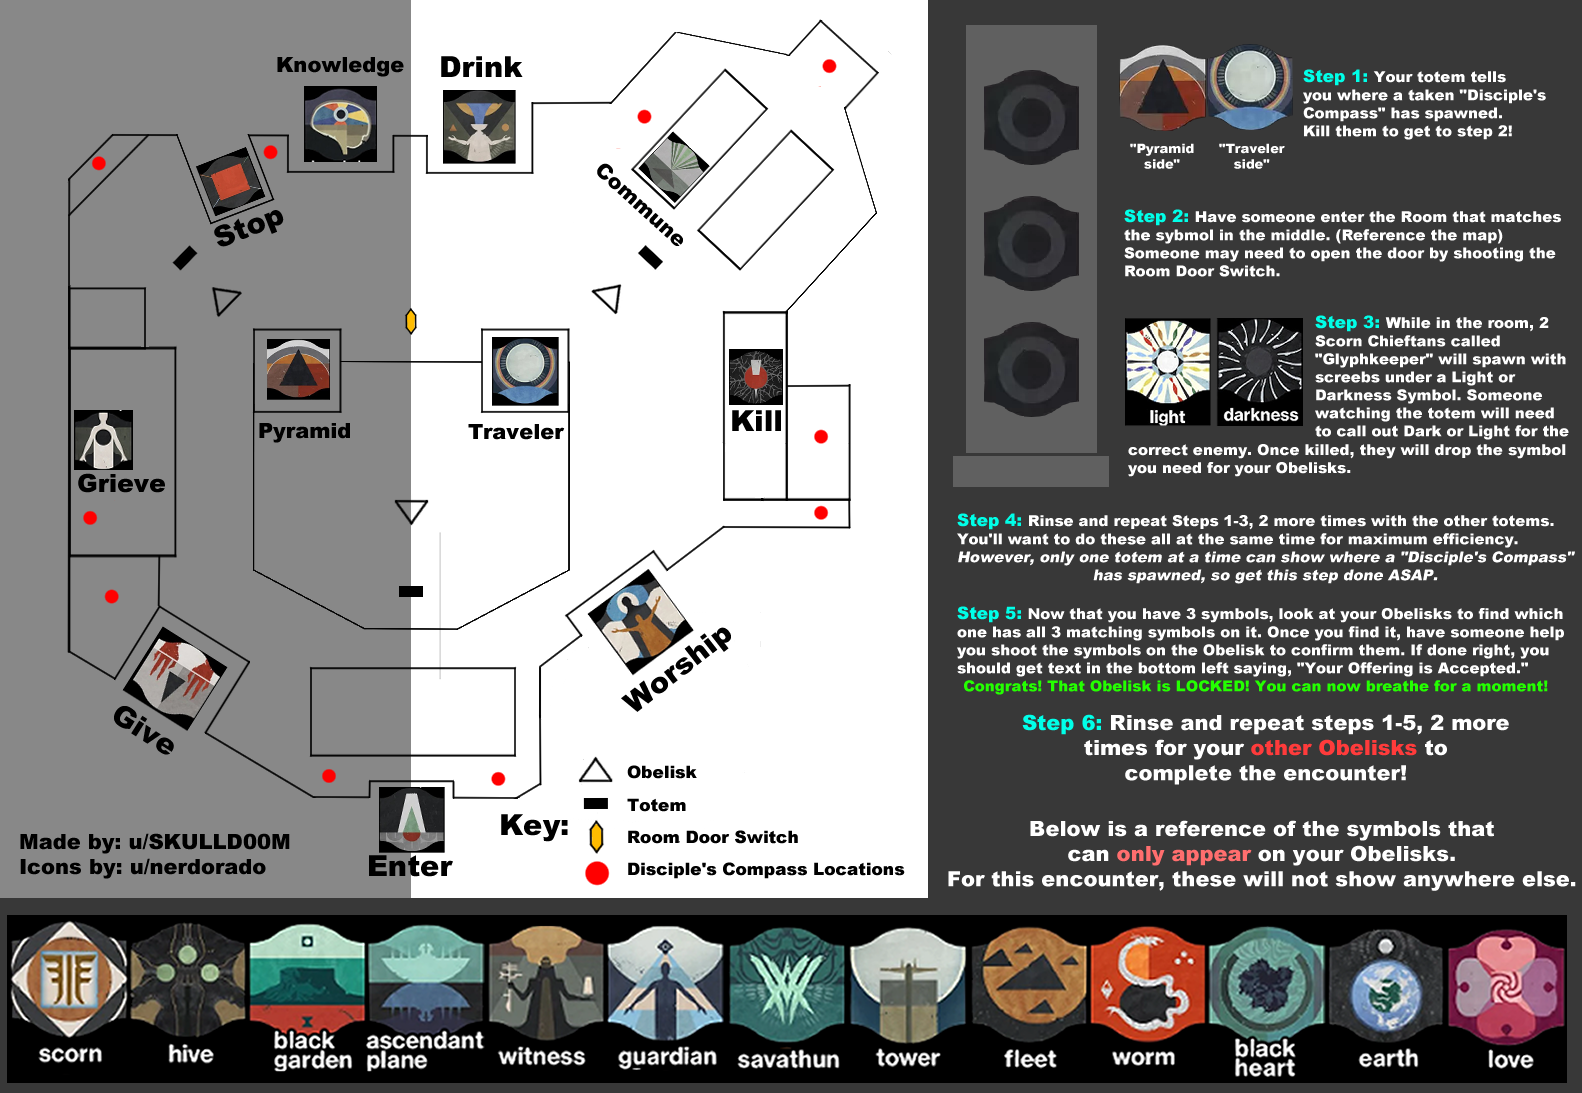 Knowledge
Drink
Stop
Commune
Pyramid
Traveler
Kill
Grieve
Worship
Give
Enter
Key:
Obelisk
Totem
Room Door Switch
Disciple's Compass Locations
Made by: u/SKULLD00M
Icons by: u/nerdorado
"Pyramid
side"
"Traveler
side"
Step 1: Your totem tells
you where a taken "Disciple's
Compass" has spawned.
Kill them to get to step 2!
Step 2: Have someone enter the Room that matches
the sybmol in the middle. (Reference the map)
Someone may need to open the door by shooting the
Room Door Switch.
light
darkness
Step 3: While in the room, 2
Scorn Chieftans called
"Glyphkeeper" will spawn with
screebs under a Light or
Darkness Symbol. Someone
watching the totem will need
to call out Dark or Light for the
correct enemy. Once killed, they will drop the symbol
you need for your Obelisks.
Step 4: Rinse and repeat Steps 1-3, 2 more times with the other totems.
You'll want to do these all at the same time for maximum efficiency.
However, only one totem at a time can show where a "Disciple's Compass"
has spawned, so get this step done ASAP.
Step 5: Now that you have 3 symbols, look at your Obelisks to find which
one has all 3 matching symbols on it. Once you find it, have someone help
you shoot the symbols on the Obelisk to confirm them. If done right, you
should get text in the bottom left saying, "Your Offering is Accepted."
Congrats! That Obelisk is LOCKED! You can now breathe for a moment!
Step 6: Rinse and repeat steps 1-5, 2 more
times for your other Obelisks to
complete the encounter!
Below is a reference of the symbols that
can only appear on your Obelisks.
For this encounter, these will not show anywhere else.
scorn
hive
black
garden
ascendant
plane
witness
guardian
savathun
tower
fleet
worm
black
heart
earth
love